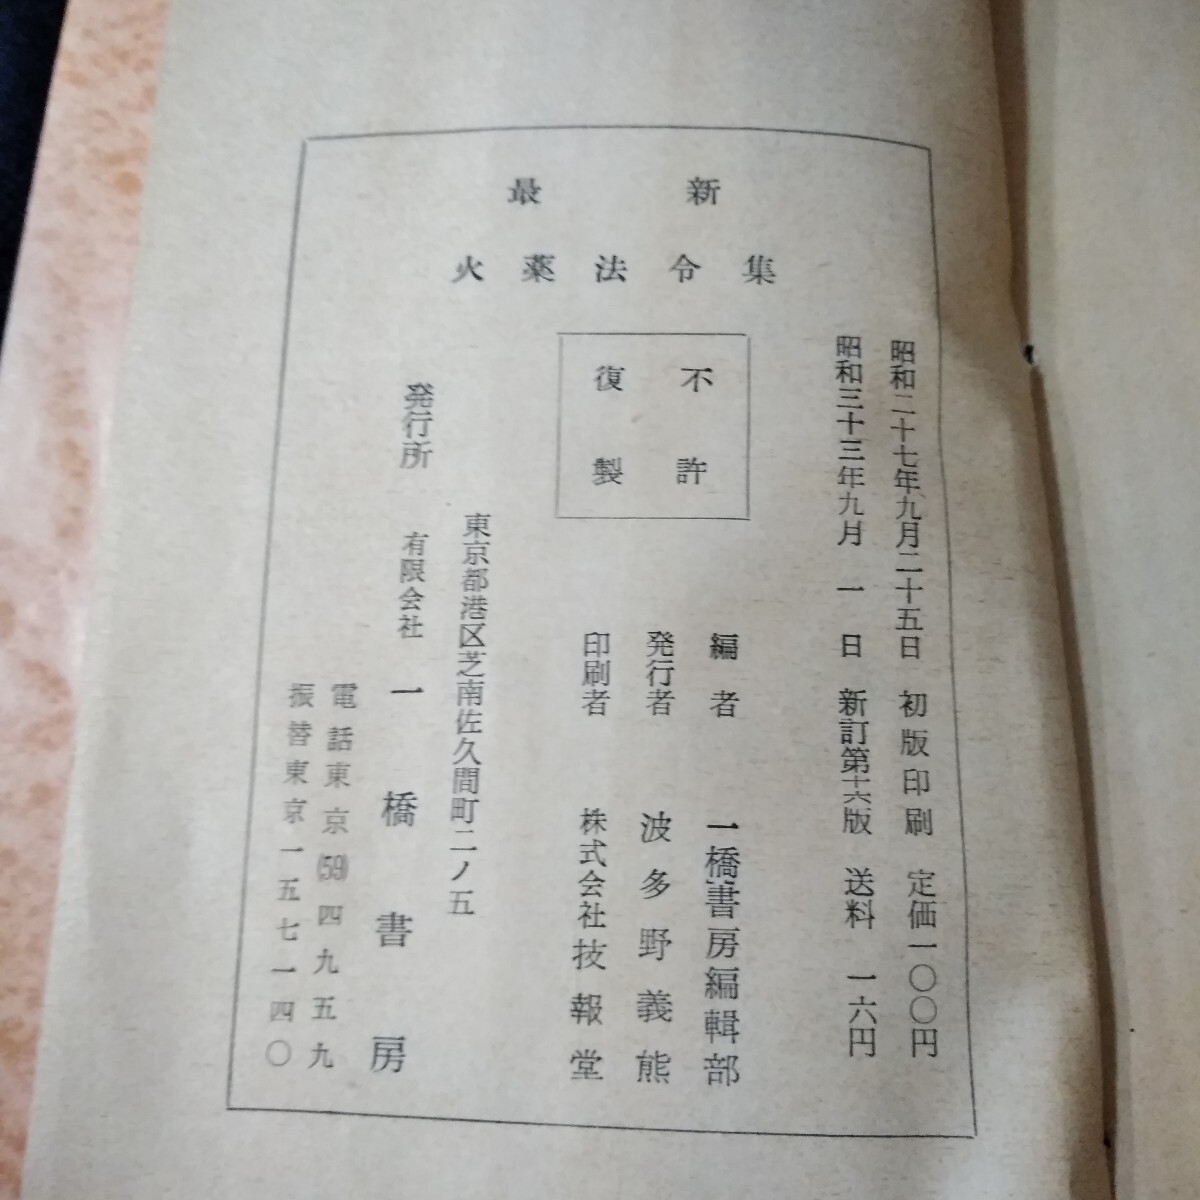 最新
火薬法令集
昭和二十七年九月二十五日 初版印刷 定価一〇〇円
昭和三十三年九月 一日 新訂第十六版 送料 一六円
不許
復製
編者 一橋書房編輯部
発行者 波多野義熊
印刷者 株式会社技報堂
東京都港区芝南佐久間町二ノ五
発行所 有限会社 一橋書房
電話東京(59)四九五九
振替東京一五七一四〇